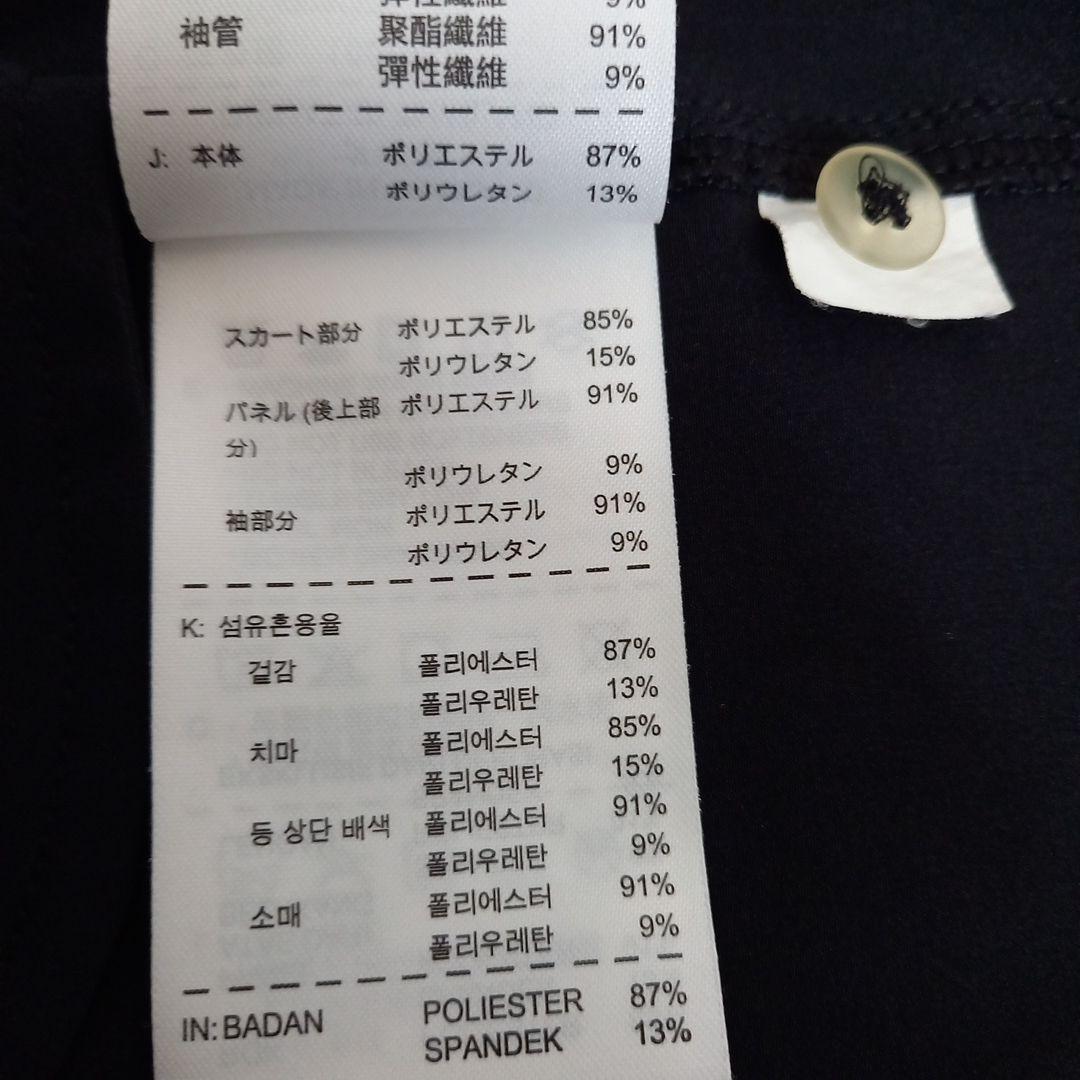 彈性纖維 9%
袖管 聚酯纖維 91%
彈性纖維 9%
J: 本体 ポリエステル 87%
ポリウレタン 13%
スカート部分 ポリエステル 85%
ポリウレタン 15%
パネル (後上部 ポリエステル 91%
分)
ポリウレタン 9%
袖部分 ポリエステル 91%
ポリウレタン 9%
K: 섬유혼용율
겉감 폴리에스터 87%
폴리우레탄 13%
치마 폴리에스터 85%
폴리우레탄 15%
등 상단 배색 폴리에스터 91%
폴리우레탄 9%
소매 폴리에스터 91%
폴리우레탄 9%
IN: BADAN POLIESTER 87%
SPANDEK 13%